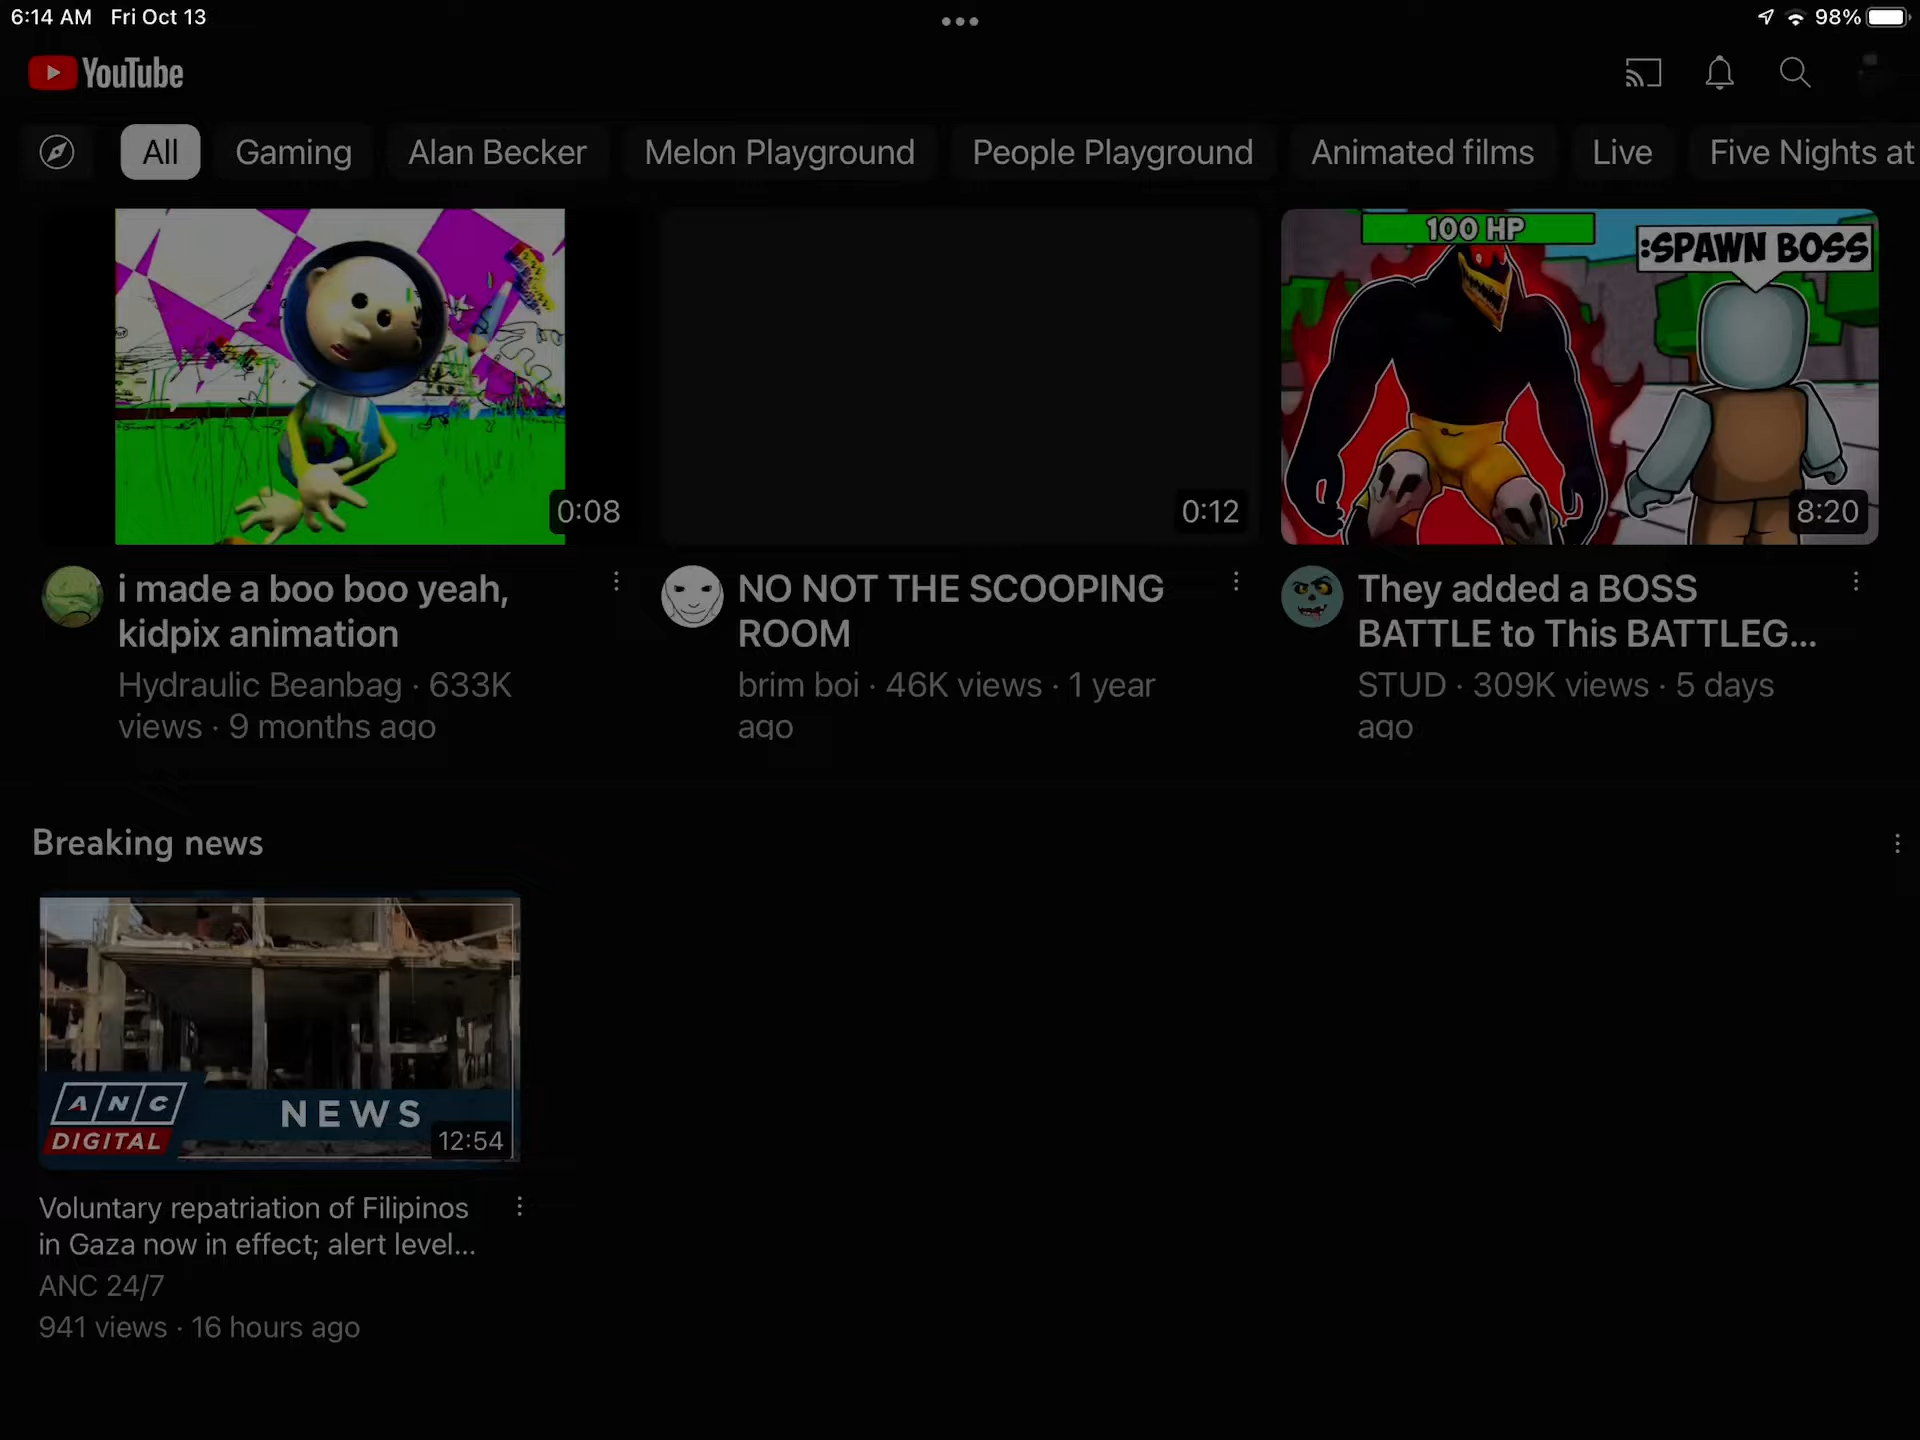 6:14 AM Fri Oct 13
98%
YouTube
All Gaming Alan Becker Melon Playground People Playground Animated films Live Five Nights at
100 HP
:SPAWN BOSS
0:08
0:12
8:20
i made a boo boo yeah,
kidpix animation
Hydraulic Beanbag · 633K
views · 9 months ago
NO NOT THE SCOOPING
ROOM
brim boi · 46K views · 1 year
ago
They added a BOSS
BATTLE to This BATTLEG...
STUD · 309K views · 5 days
ago
Breaking news
ANC
DIGITAL
NEWS
12:54
Voluntary repatriation of Filipinos
in Gaza now in effect; alert level...
ANC 24/7
941 views · 16 hours ago